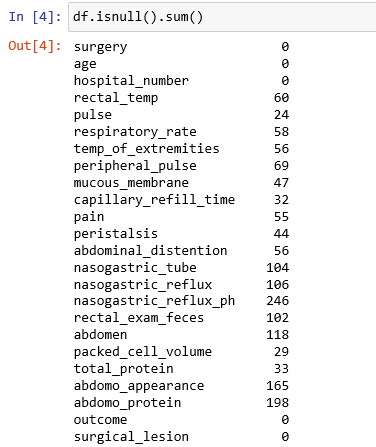 In [4]: df.isnull().sum()
Out[4]: surgery 0
age 0
hospital_number 0
rectal_temp 60
pulse 24
respiratory_rate 58
temp_of_extremities 56
peripheral_pulse 69
mucous_membrane 47
capillary_refill_time 32
pain 55
peristalsis 44
abdominal_distention 56
nasogastric_tube 104
nasogastric_reflux 106
nasogastric_reflux_ph 246
rectal_exam_feces 102
abdomen 118
packed_cell_volume 29
total_protein 33
abdomo_appearance 165
abdomo_protein 198
outcome 0
surgical_lesion 0